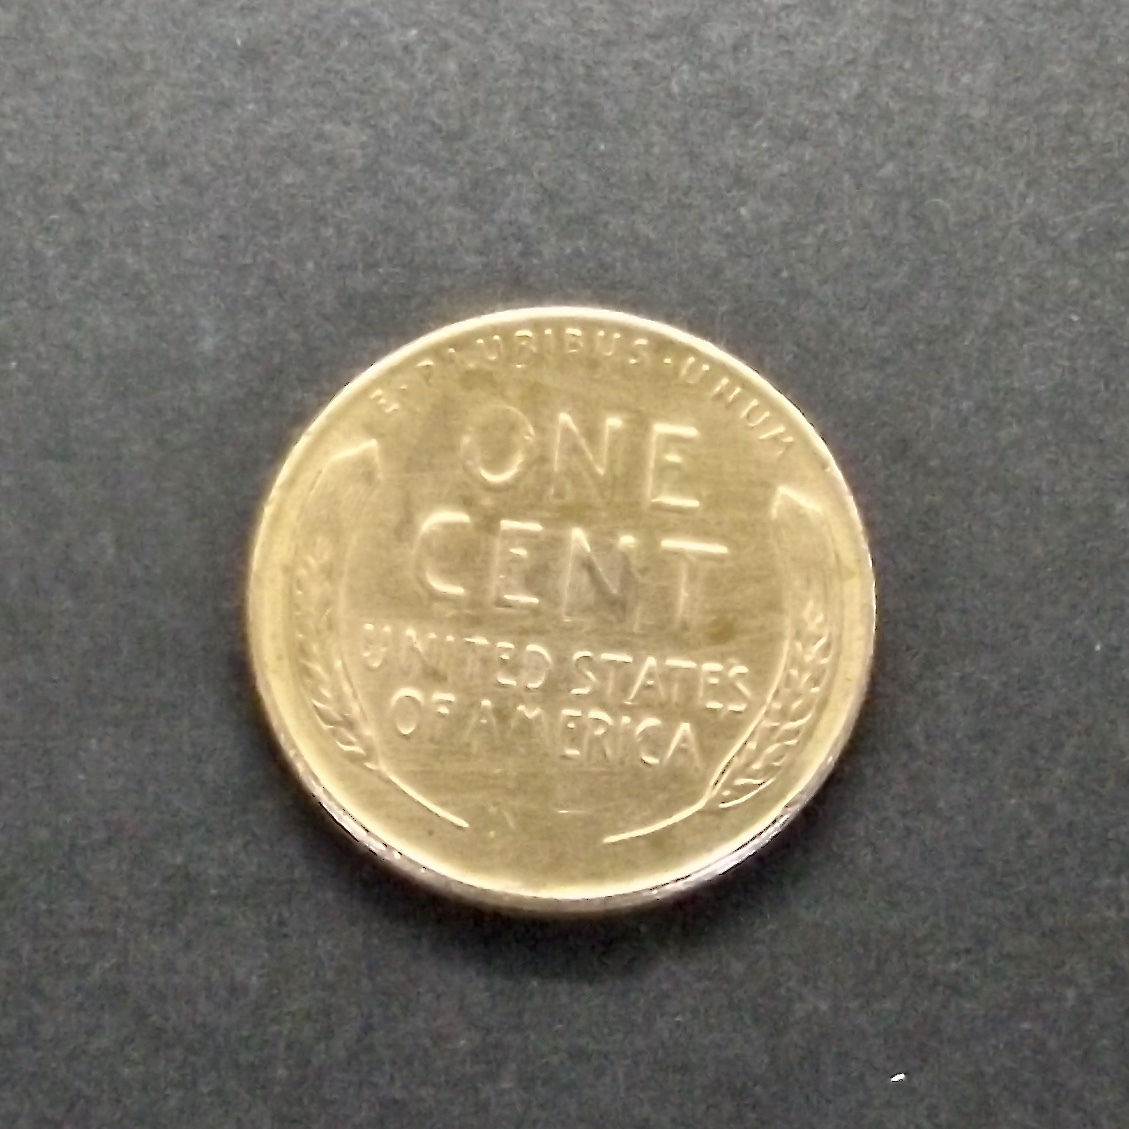 E · PLURIBUS · UNUM
ONE
CENT
UNITED STATES
OF AMERICA